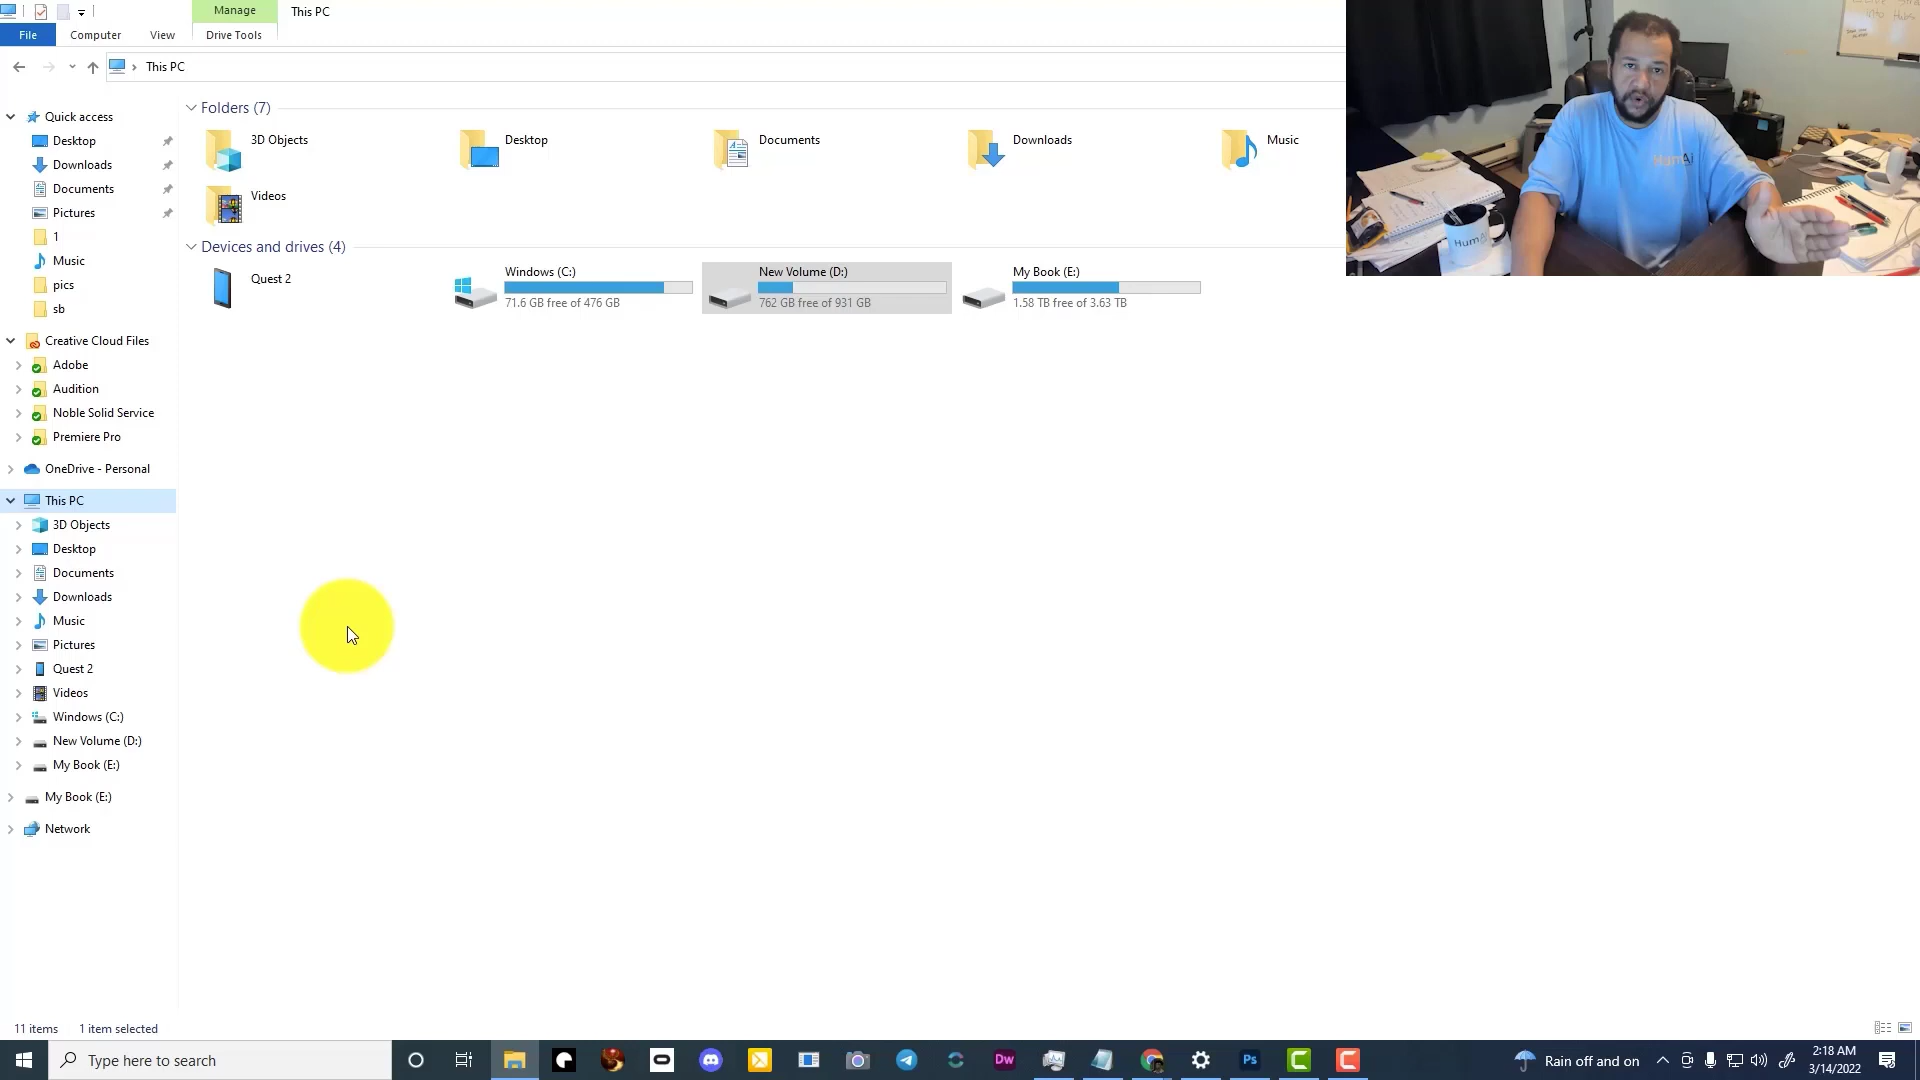 Manage
This PC
File
Computer
View
Drive Tools
This PC
Quick access
Desktop
Downloads
Documents
Pictures
1
Music
pics
sb
Creative Cloud Files
Adobe
Audition
Noble Solid Service
Premiere Pro
OneDrive - Personal
This PC
3D Objects
Desktop
Documents
Downloads
Music
Pictures
Quest 2
Videos
Windows (C:)
New Volume (D:)
My Book (E:)
My Book (E:)
Network
Folders (7)
3D Objects
Desktop
Documents
Downloads
Music
Videos
Devices and drives (4)
Quest 2
Windows (C:)
71.6 GB free of 476 GB
New Volume (D:)
762 GB free of 931 GB
My Book (E:)
1.58 TB free of 3.63 TB
HumAi
HumAi
11 items
1 item selected
Type here to search
Dw
Ps
Rain off and on
2:18 AM
3/14/2022